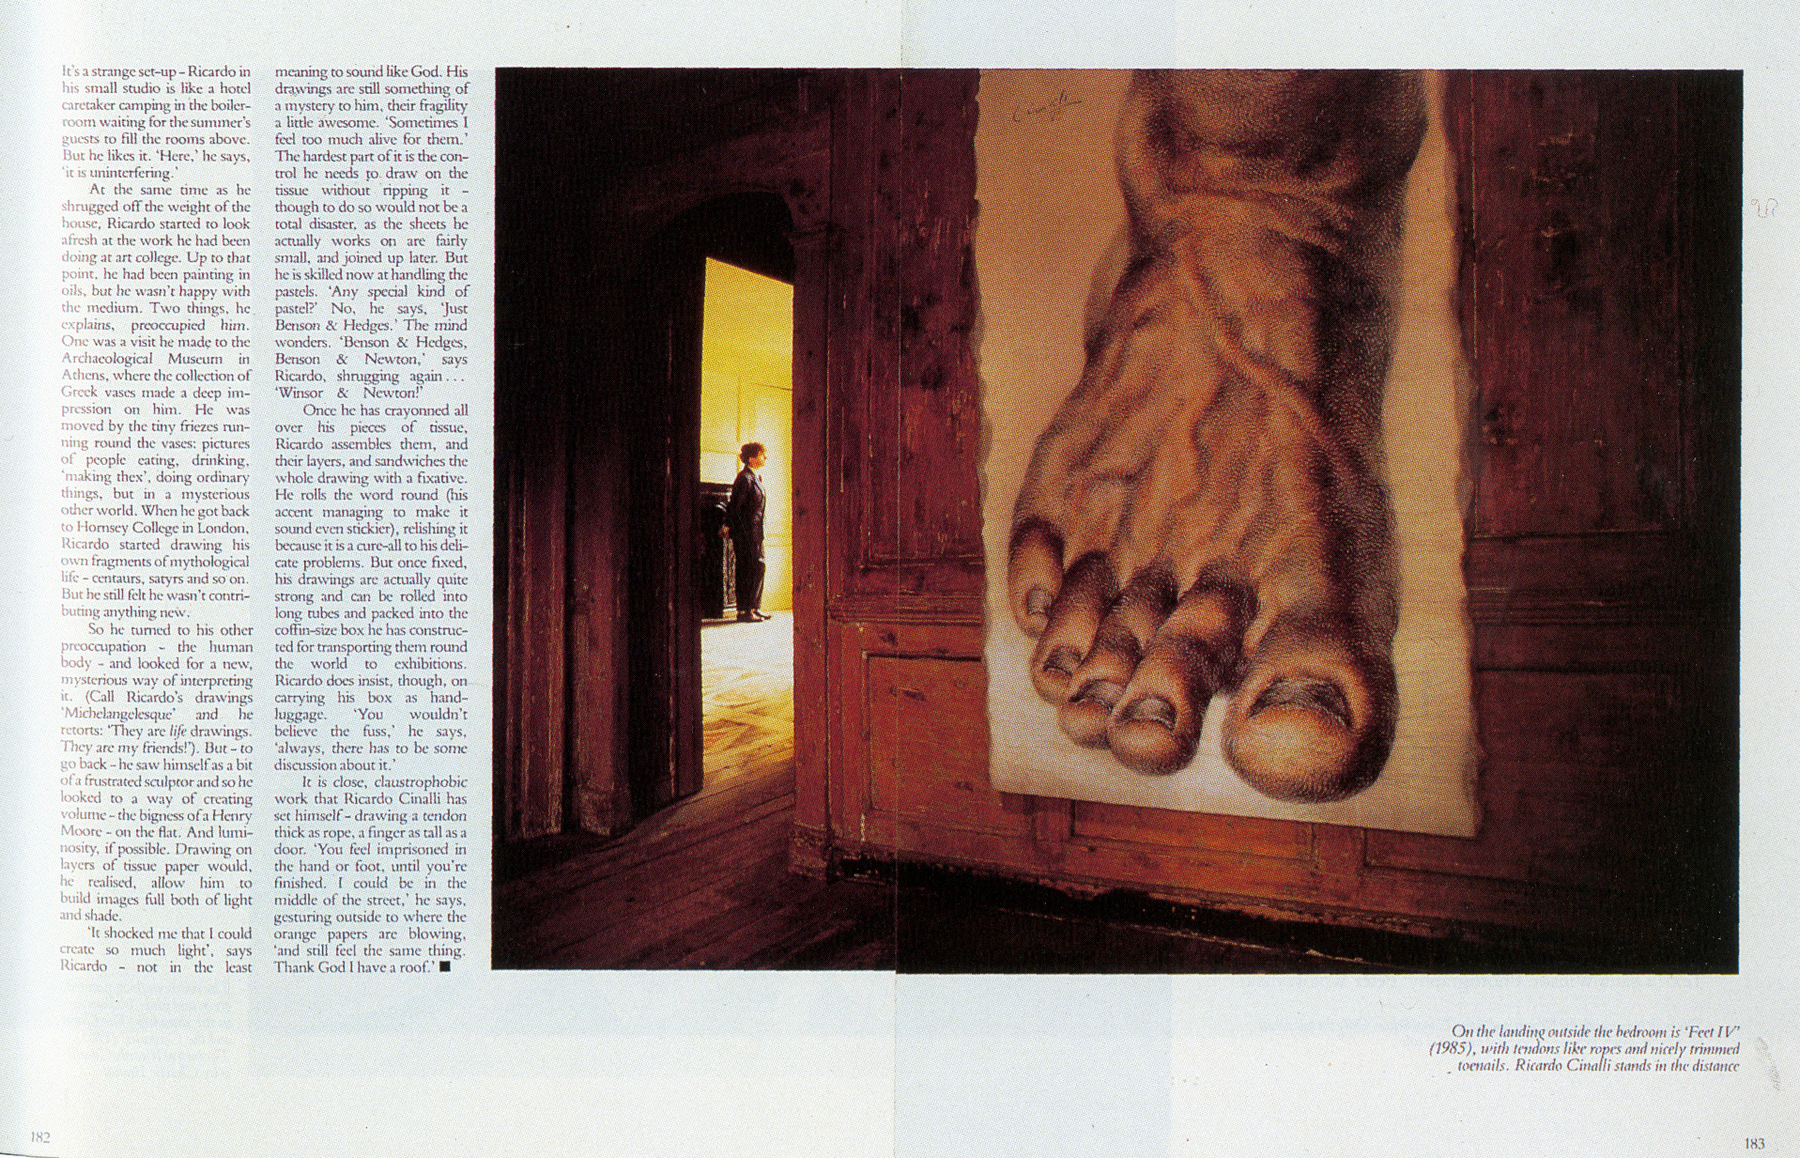 It's a strange set-up – Ricardo in
his small studio is like a hotel
caretaker camping in the boiler-
room waiting for the summer's
guests to fill the rooms above.
But he likes it. 'Here,' he says,
'it is uninterfering.'
At the same time as he
shrugged off the weight of the
house, Ricardo started to look
afresh at the work he had been
doing at art college. Up to that
point, he had been painting in
oils, but he wasn't happy with
the medium. Two things, he
explains, preoccupied him.
One was a visit he made to the
Archaeological Museum in
Athens, where the collection of
Greek vases made a deep im-
pression on him. He was
moved by the tiny friezes run-
ning round the vases: pictures
of people eating, drinking,
'making thex', doing ordinary
things, but in a mysterious
other world. When he got back
to Hornsey College in London,
Ricardo started drawing his
own fragments of mythological
life – centaurs, satyrs and so on.
But he still felt he wasn't contri-
buting anything new.
So he turned to his other
preoccupation – the human
body – and looked for a new,
mysterious way of interpreting
it. (Call Ricardo's drawings
'Michelangelesque' and he
retorts: 'They are life drawings.
They are my friends!'). But – to
go back – he saw himself as a bit
of a frustrated sculptor and so he
looked to a way of creating
volume – the bigness of a Henry
Moore – on the flat. And lumi-
nosity, if possible. Drawing on
layers of tissue paper would,
he realised, allow him to
build images full both of light
and shade.
'It shocked me that I could
create so much light', says
Ricardo – not in the least
meaning to sound like God. His
drawings are still something of
a mystery to him, their fragility
a little awesome. 'Sometimes I
feel too much alive for them.'
The hardest part of it is the con-
trol he needs to draw on the
tissue without ripping it –
though to do so would not be a
total disaster, as the sheets he
actually works on are fairly
small, and joined up later. But
he is skilled now at handling the
pastels. 'Any special kind of
pastel?' No, he says, 'Just
Benson & Hedges.' The mind
wonders. 'Benson & Hedges,
Benson & Newton,' says
Ricardo, shrugging again . . .
'Winsor & Newton!'
Once he has crayonned all
over his pieces of tissue,
Ricardo assembles them, and
their layers, and sandwiches the
whole drawing with a fixative.
He rolls the word round (his
accent managing to make it
sound even stickier), relishing it
because it is a cure-all to his deli-
cate problems. But once fixed,
his drawings are actually quite
strong and can be rolled into
long tubes and packed into the
coffin-size box he has construc-
ted for transporting them round
the world to exhibitions.
Ricardo does insist, though, on
carrying his box as hand-
luggage. 'You wouldn't
believe the fuss,' he says,
'always, there has to be some
discussion about it.'
It is close, claustrophobic
work that Ricardo Cinalli has
set himself – drawing a tendon
thick as rope, a finger as tall as a
door. 'You feel imprisoned in
the hand or foot, until you're
finished. I could be in the
middle of the street,' he says,
gesturing outside to where the
orange papers are blowing,
'and still feel the same thing.
Thank God I have a roof.' ■
On the landing outside the bedroom is 'Feet IV'
(1985), with tendons like ropes and nicely trimmed
toenails. Ricardo Cinalli stands in the distance
182
183